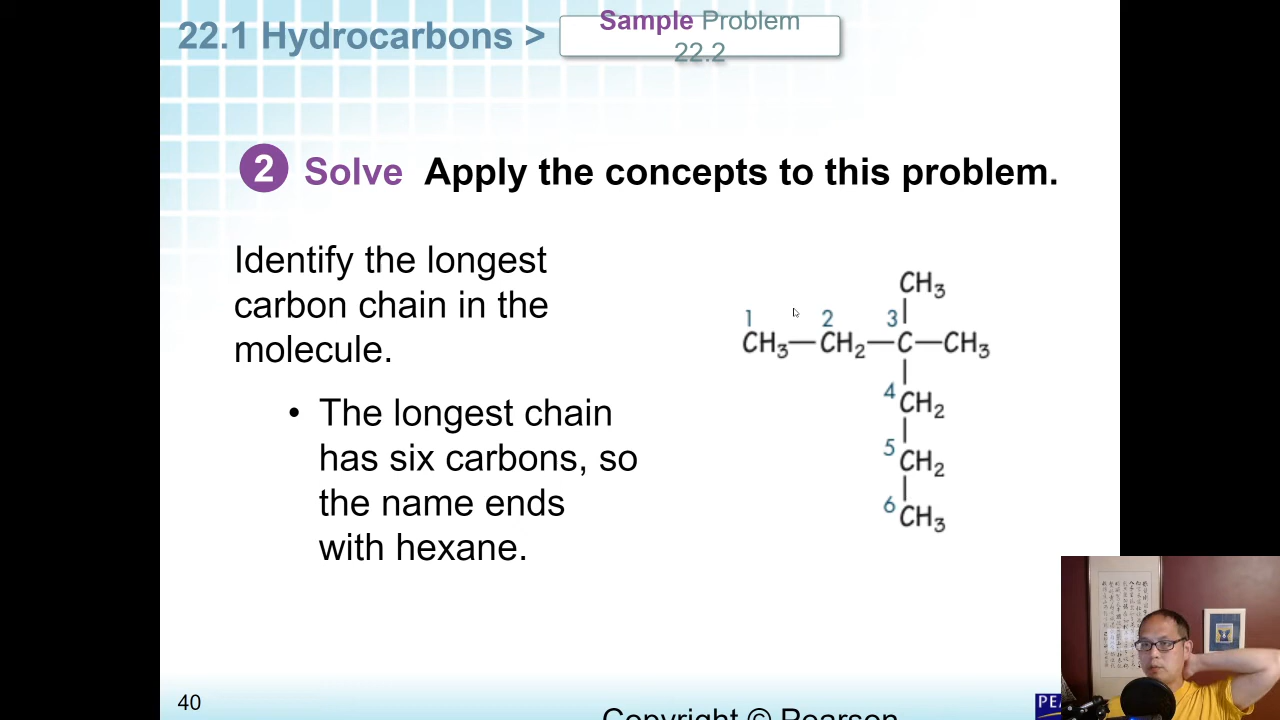 22.1 Hydrocarbons >
Sample Problem
22.2
2 Solve Apply the concepts to this problem.
Identify the longest
carbon chain in the
molecule.
• The longest chain
has six carbons, so
the name ends
with hexane.
CH₃
1 2 3
CH₃—CH₂—C—CH₃
4
CH₂
5
CH₂
6
CH₃
40
Copyright © Pearson
PE